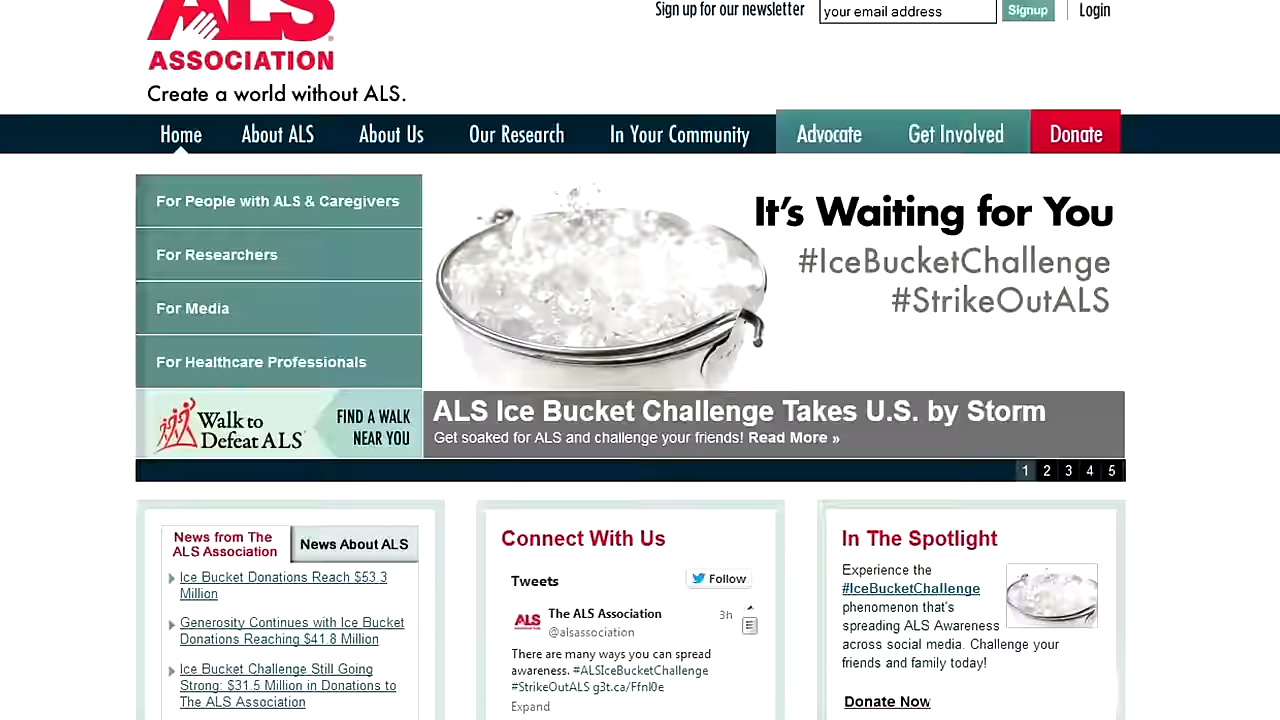 ALS
ASSOCIATION
Create a world without ALS.
Sign up for our newsletter
your email address
Signup
Login
Home
About ALS
About Us
Our Research
In Your Community
Advocate
Get Involved
Donate
For People with ALS & Caregivers
For Researchers
For Media
For Healthcare Professionals
Walk to
Defeat ALS
FIND A WALK
NEAR YOU
It's Waiting for You
#IceBucketChallenge
#StrikeOutALS
ALS Ice Bucket Challenge Takes U.S. by Storm
Get soaked for ALS and challenge your friends! Read More »
1 2 3 4 5
News from The
ALS Association
News About ALS
Ice Bucket Donations Reach $53.3
Million
Generosity Continues with Ice Bucket
Donations Reaching $41.8 Million
Ice Bucket Challenge Still Going
Strong: $31.5 Million in Donations to
The ALS Association
Connect With Us
Tweets
Follow
ALS
The ALS Association
3h
@alsassociation
There are many ways you can spread
awareness. #ALSIceBucketChallenge
#StrikeOutALS g3t.ca/FfnI0e
Expand
In The Spotlight
Experience the
#IceBucketChallenge
phenomenon that's
spreading ALS Awareness
across social media. Challenge your
friends and family today!
Donate Now